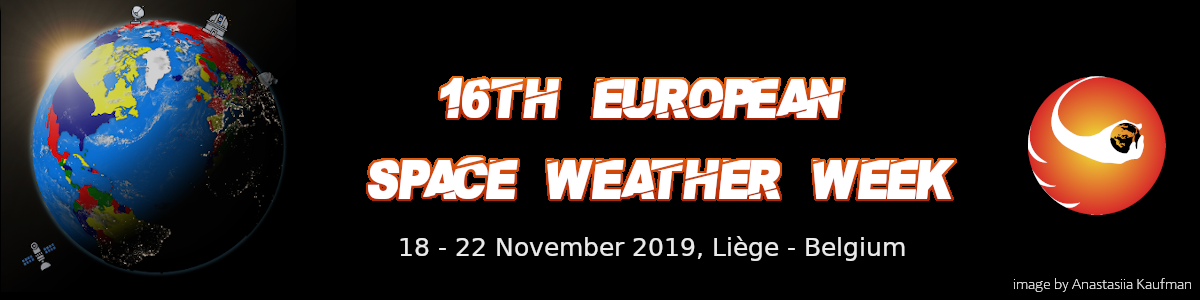 16TH EUROPEAN
SPACE WEATHER WEEK
18 - 22 November 2019, Liège - Belgium
image by Anastasiia Kaufman